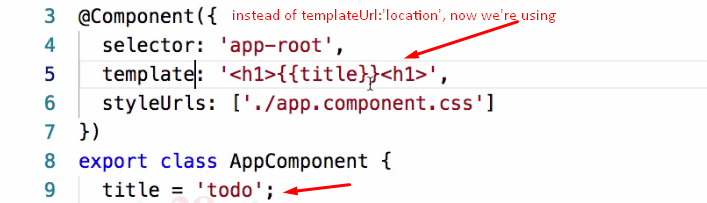 3 @Component({ instead of templateUrl:'location', now we're using
4 selector: 'app-root',
5 template: '<h1>{{title}}<h1>',
6 styleUrls: ['./app.component.css']
7 })
8 export class AppComponent {
9 title = 'todo';